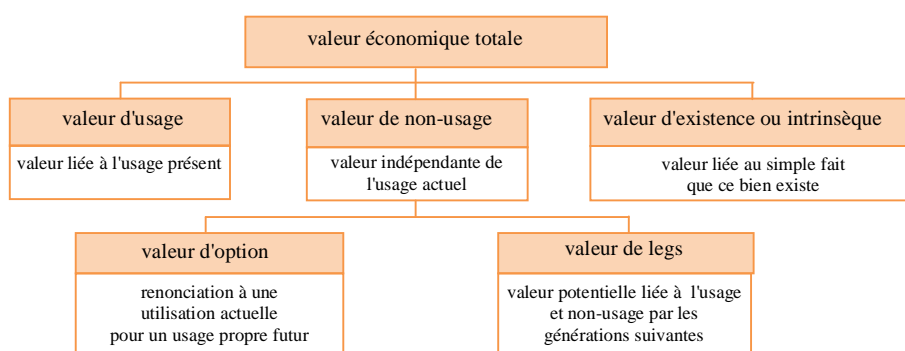 valeur économique totale
valeur d'usage
valeur liée à l'usage présent
valeur de non-usage
valeur indépendante de
l'usage actuel
valeur d'existence ou intrinsèque
valeur liée au simple fait
que ce bien existe
valeur d'option
renonciation à une
utilisation actuelle
pour un usage propre futur
valeur de legs
valeur potentielle liée à l'usage
et non-usage par les
générations suivantes